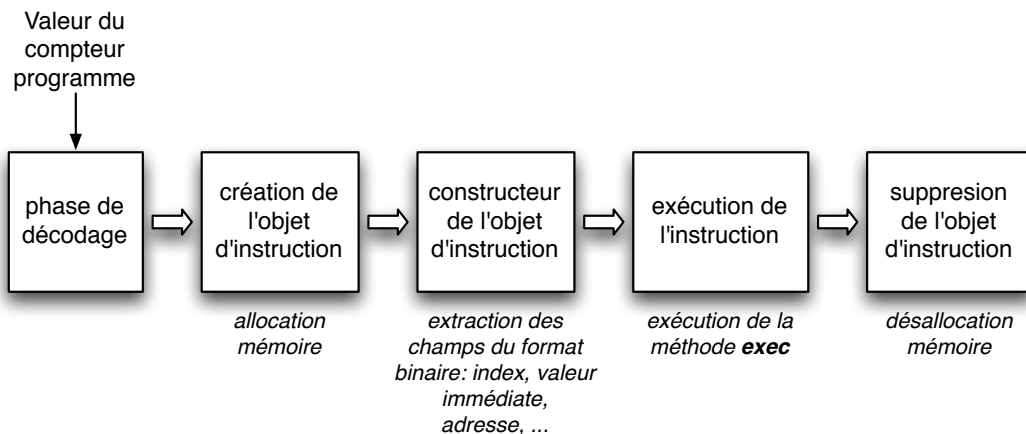 Valeur du
compteur
programme
phase de
décodage
création de
l'objet
d'instruction
constructeur
de l'objet
d'instruction
exécution de
l'instruction
suppresion
de l'objet
d'instruction
allocation
mémoire
extraction des
champs du format
binaire: index, valeur
immédiate,
adresse, ...
exécution de la
méthode exec
désallocation
mémoire